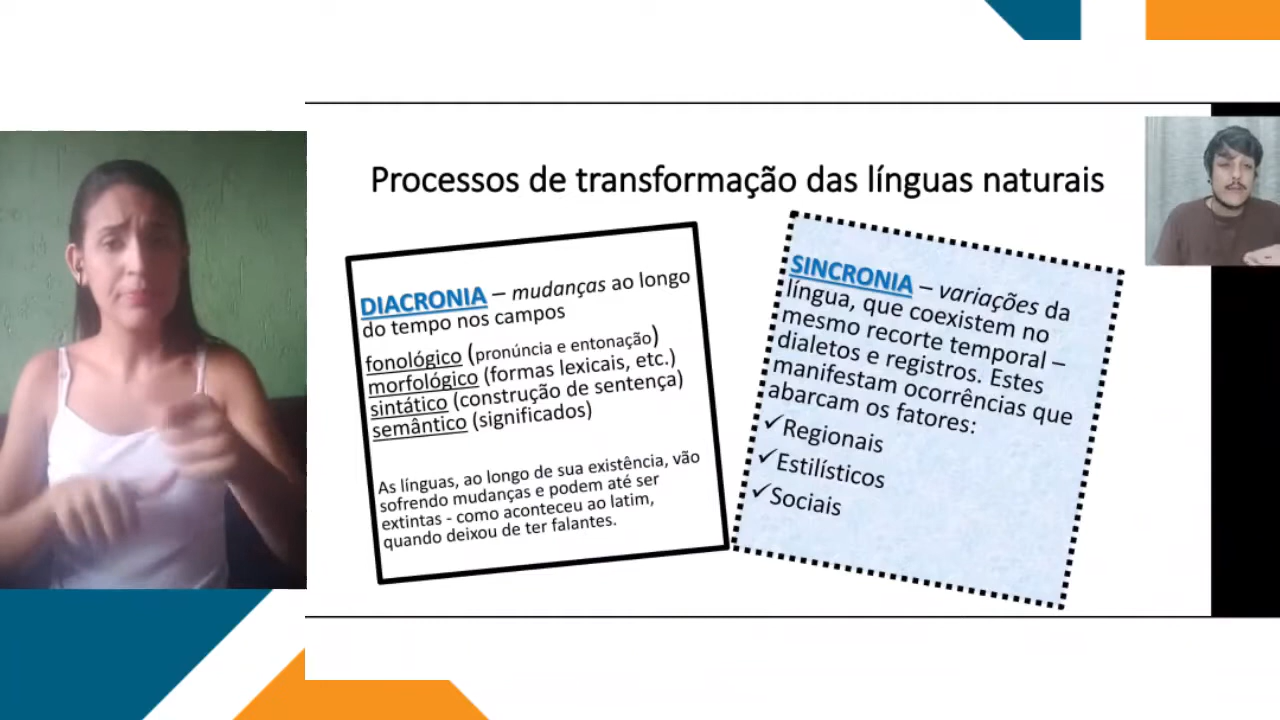 Processos de transformação das línguas naturais
DIACRONIA – mudanças ao longo
do tempo nos campos
fonológico (pronúncia e entonação)
morfológico (formas lexicais, etc.)
sintático (construção de sentença)
semântico (significados)
As línguas, ao longo de sua existência, vão
sofrendo mudanças e podem até ser
extintas - como aconteceu ao latim,
quando deixou de ter falantes.
SINCRONIA – variações da
língua, que coexistem no
mesmo recorte temporal –
dialetos e registros. Estes
manifestam ocorrências que
abarcam os fatores:
✓Regionais
✓Estilísticos
✓Sociais